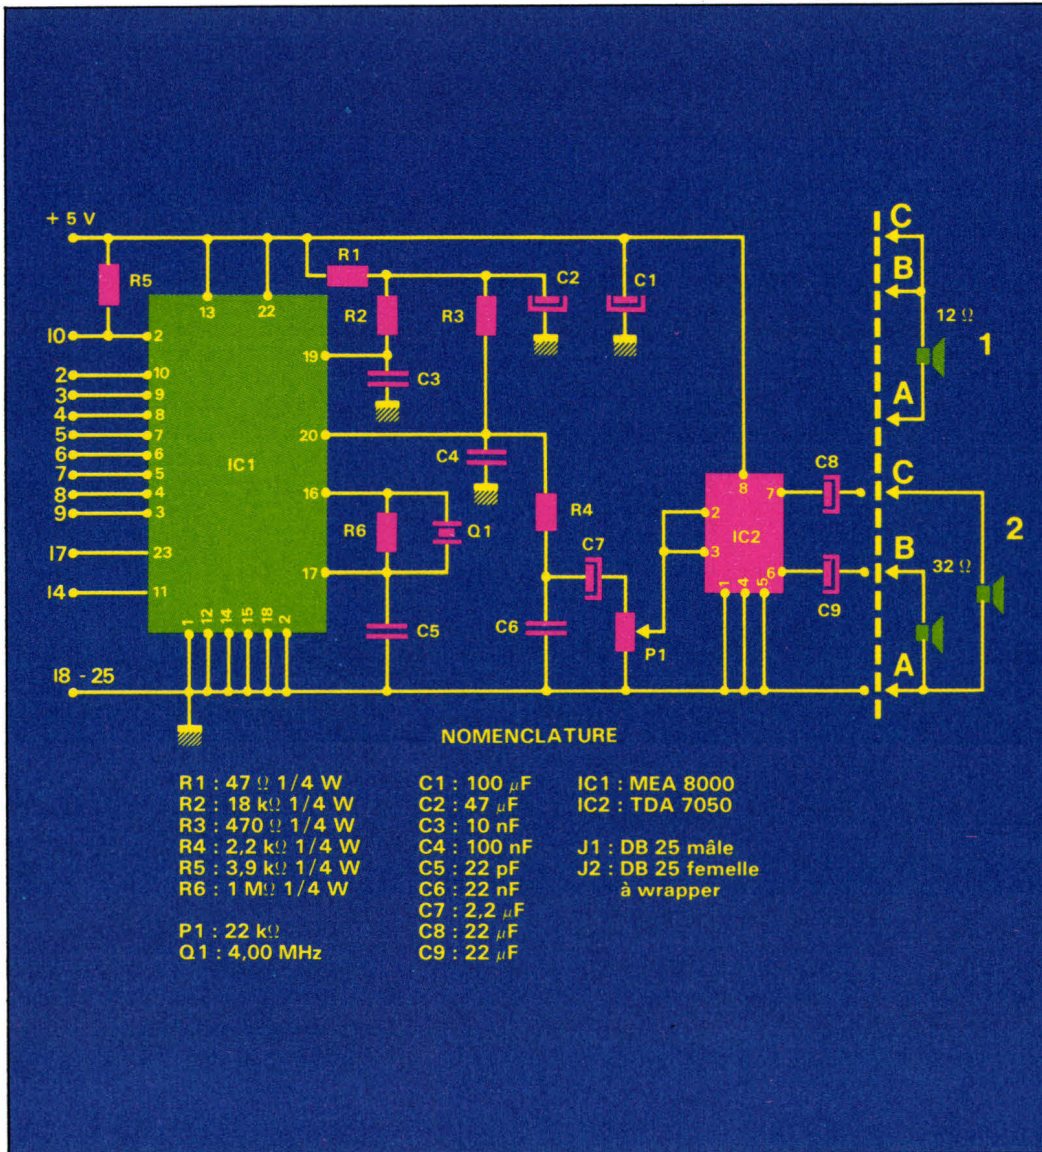 + 5 V
C
R1
B
R5
C2
C1
13
22
R2
R3
12 Ω
1
I0
2
19
2
10
C3
3
9
A
4
8
5
7
20
6
6
IC1
C4
C8
C
7
5
8
7
8
4
16
R4
2
9
3
2
IC2
R6
Q1
3
B
I7
23
C7
32 Ω
17
6
I4
11
C9
1
12
14
15
18
2
C5
C6
P1
1
4
5
A
I8 - 25
NOMENCLATURE
R1 : 47 Ω 1/4 W
R2 : 18 kΩ 1/4 W
R3 : 470 Ω 1/4 W
R4 : 2,2 kΩ 1/4 W
R5 : 3,9 kΩ 1/4 W
R6 : 1 MΩ 1/4 W
P1 : 22 kΩ
Q1 : 4,00 MHz
C1 : 100 μF
C2 : 47 μF
C3 : 10 nF
C4 : 100 nF
C5 : 22 pF
C6 : 22 nF
C7 : 2,2 μF
C8 : 22 μF
C9 : 22 μF
IC1 : MEA 8000
IC2 : TDA 7050
J1 : DB 25 mâle
J2 : DB 25 femelle
à wrapper